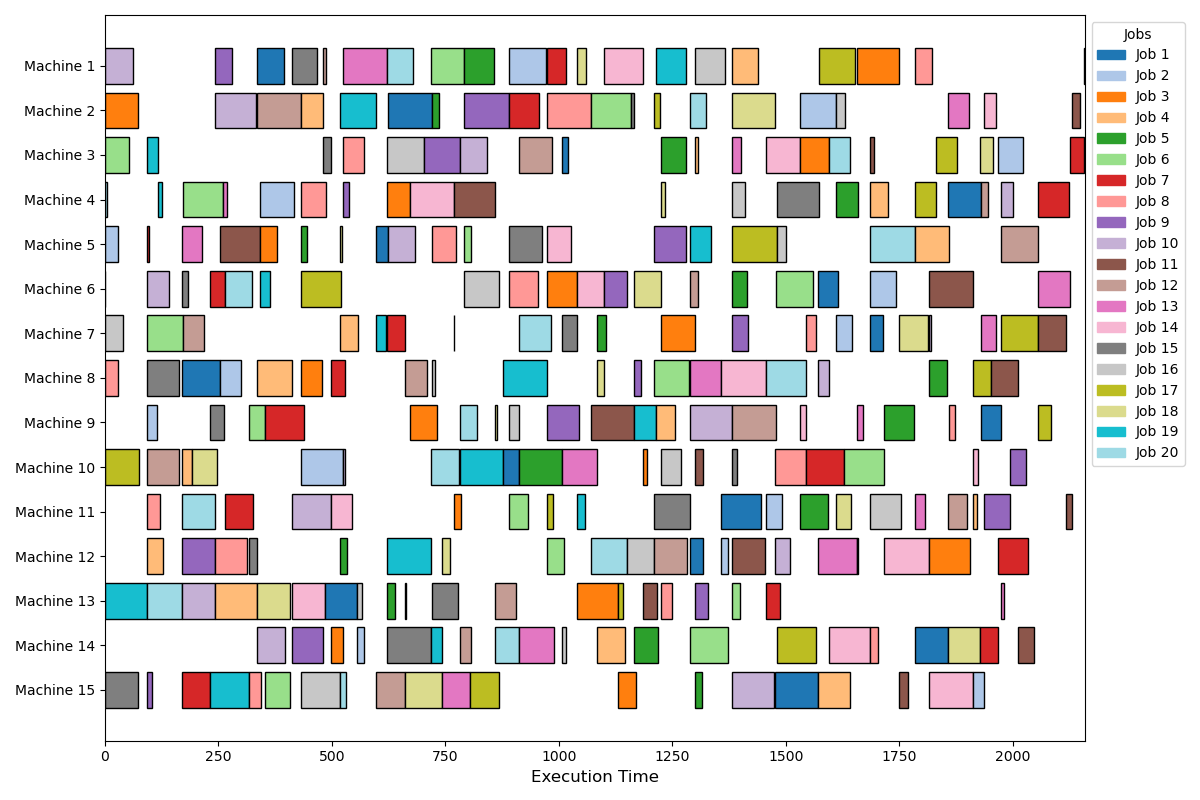 Machine 1
Machine 2
Machine 3
Machine 4
Machine 5
Machine 6
Machine 7
Machine 8
Machine 9
Machine 10
Machine 11
Machine 12
Machine 13
Machine 14
Machine 15
0
250
500
750
1000
1250
1500
1750
2000
Execution Time
Jobs
Job 1
Job 2
Job 3
Job 4
Job 5
Job 6
Job 7
Job 8
Job 9
Job 10
Job 11
Job 12
Job 13
Job 14
Job 15
Job 16
Job 17
Job 18
Job 19
Job 20